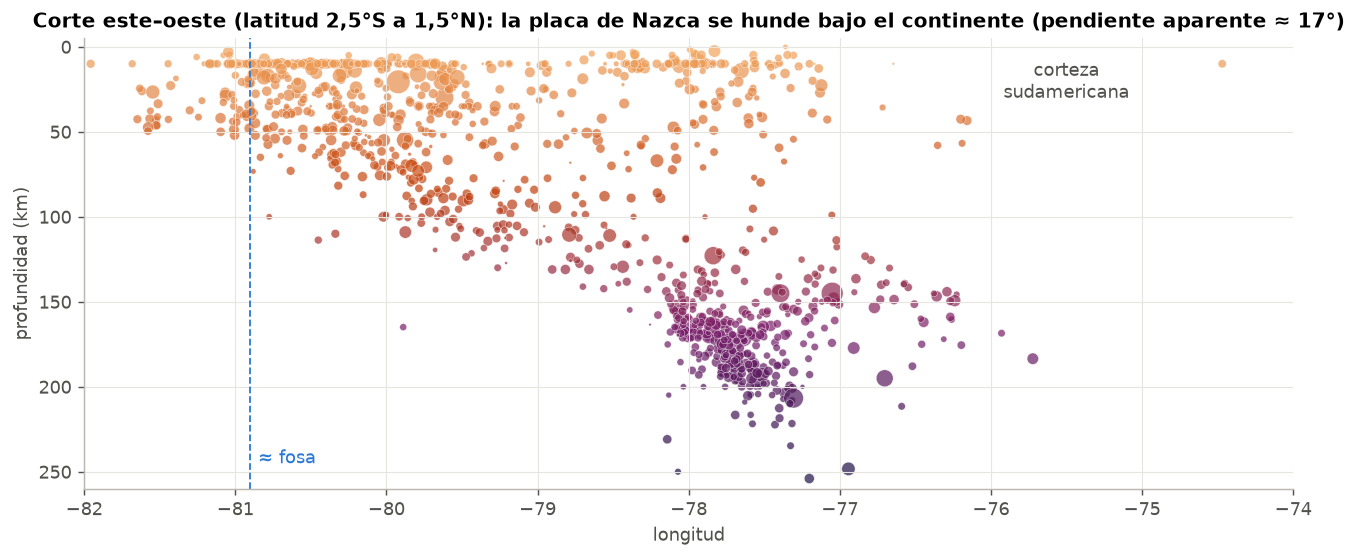 Corte este–oeste (latitud 2,5°S a 1,5°N): la placa de Nazca se hunde bajo el continente (pendiente aparente ≈ 17°)
0
50
100
150
200
250
profundidad (km)
corteza
sudamericana
≈ fosa
−82
−81
−80
−79
−78
−77
−76
−75
−74
longitud